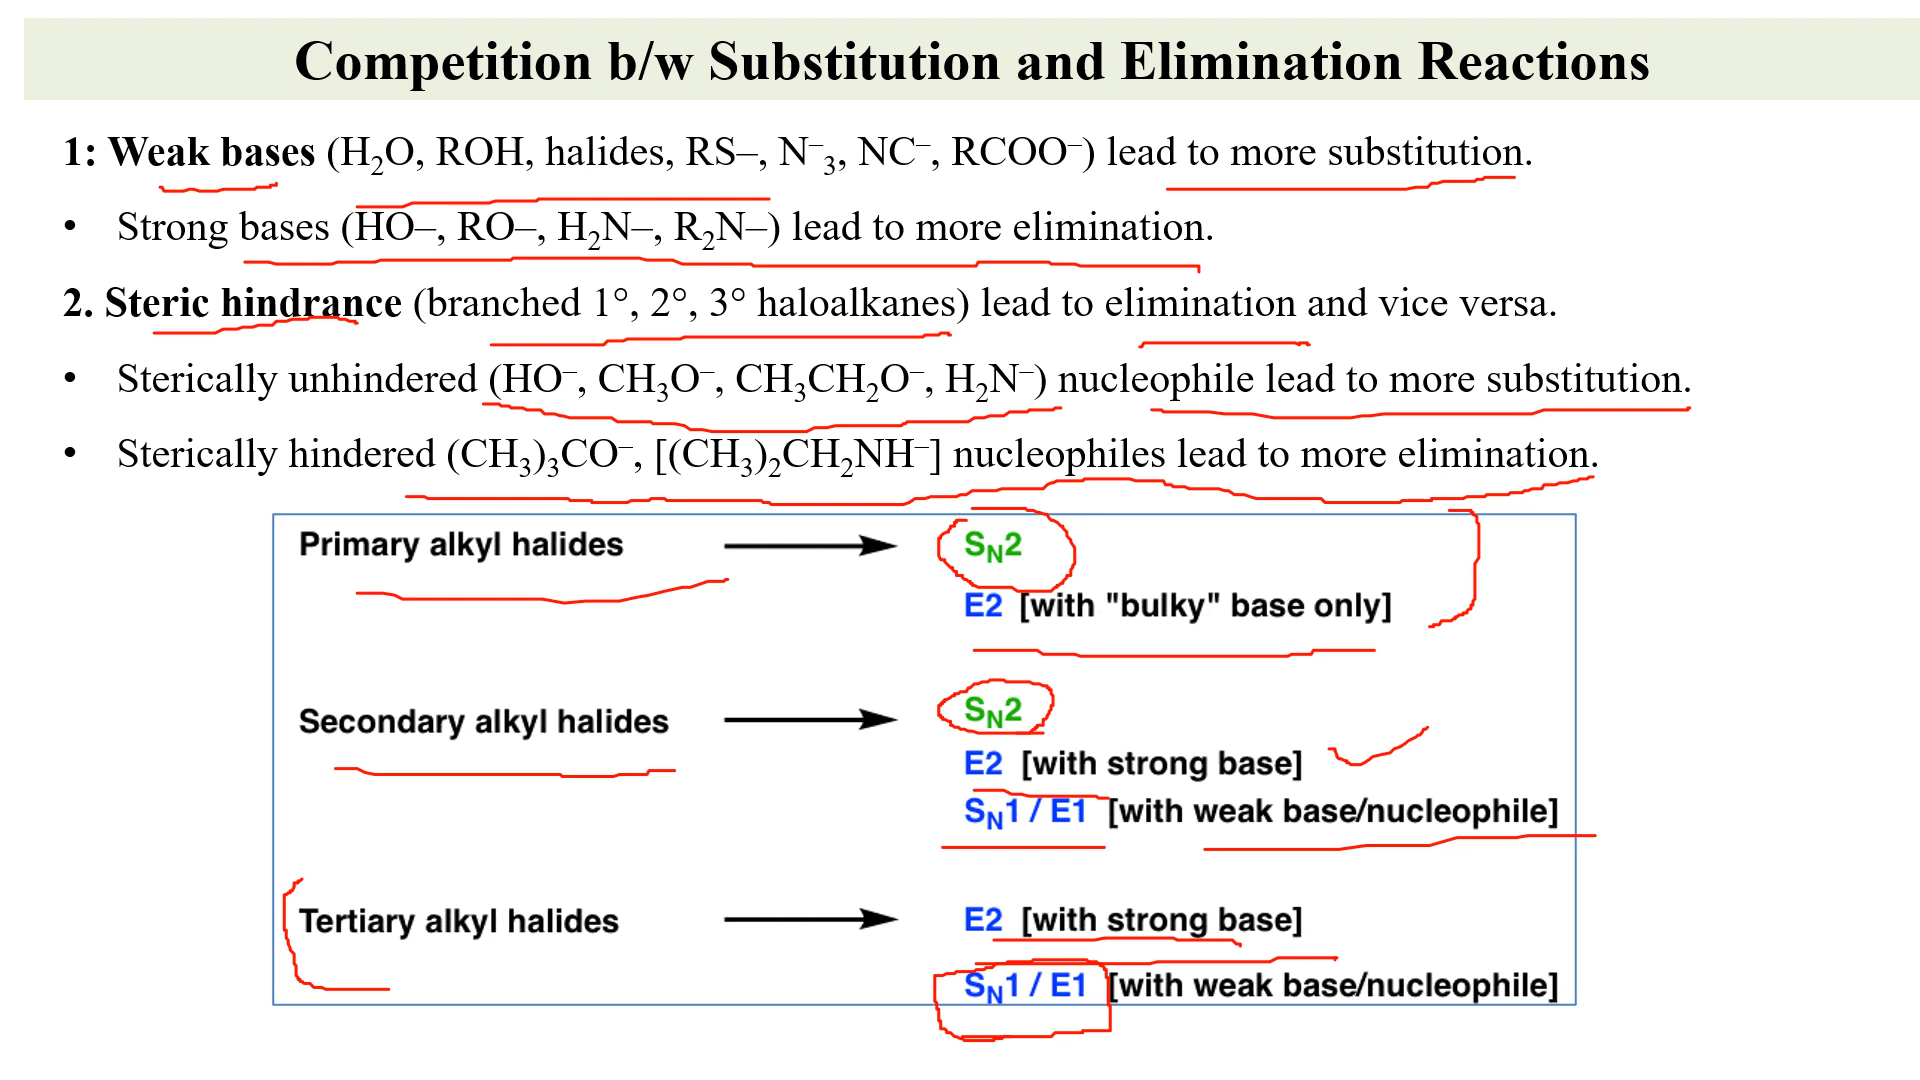 Competition b/w Substitution and Elimination Reactions
1: Weak bases (H₂O, ROH, halides, RS–, N⁻₃, NC⁻, RCOO⁻) lead to more substitution.
• Strong bases (HO–, RO–, H₂N–, R₂N–) lead to more elimination.
2. Steric hindrance (branched 1°, 2°, 3° haloalkanes) lead to elimination and vice versa.
• Sterically unhindered (HO⁻, CH₃O⁻, CH₃CH₂O⁻, H₂N⁻) nucleophile lead to more substitution.
• Sterically hindered (CH₃)₃CO⁻, [(CH₃)₂CH₂NH⁻] nucleophiles lead to more elimination.
Primary alkyl halides
S_N2
E2 [with "bulky" base only]
Secondary alkyl halides
S_N2
E2 [with strong base]
S_N1 / E1 [with weak base/nucleophile]
Tertiary alkyl halides
E2 [with strong base]
S_N1 / E1 [with weak base/nucleophile]